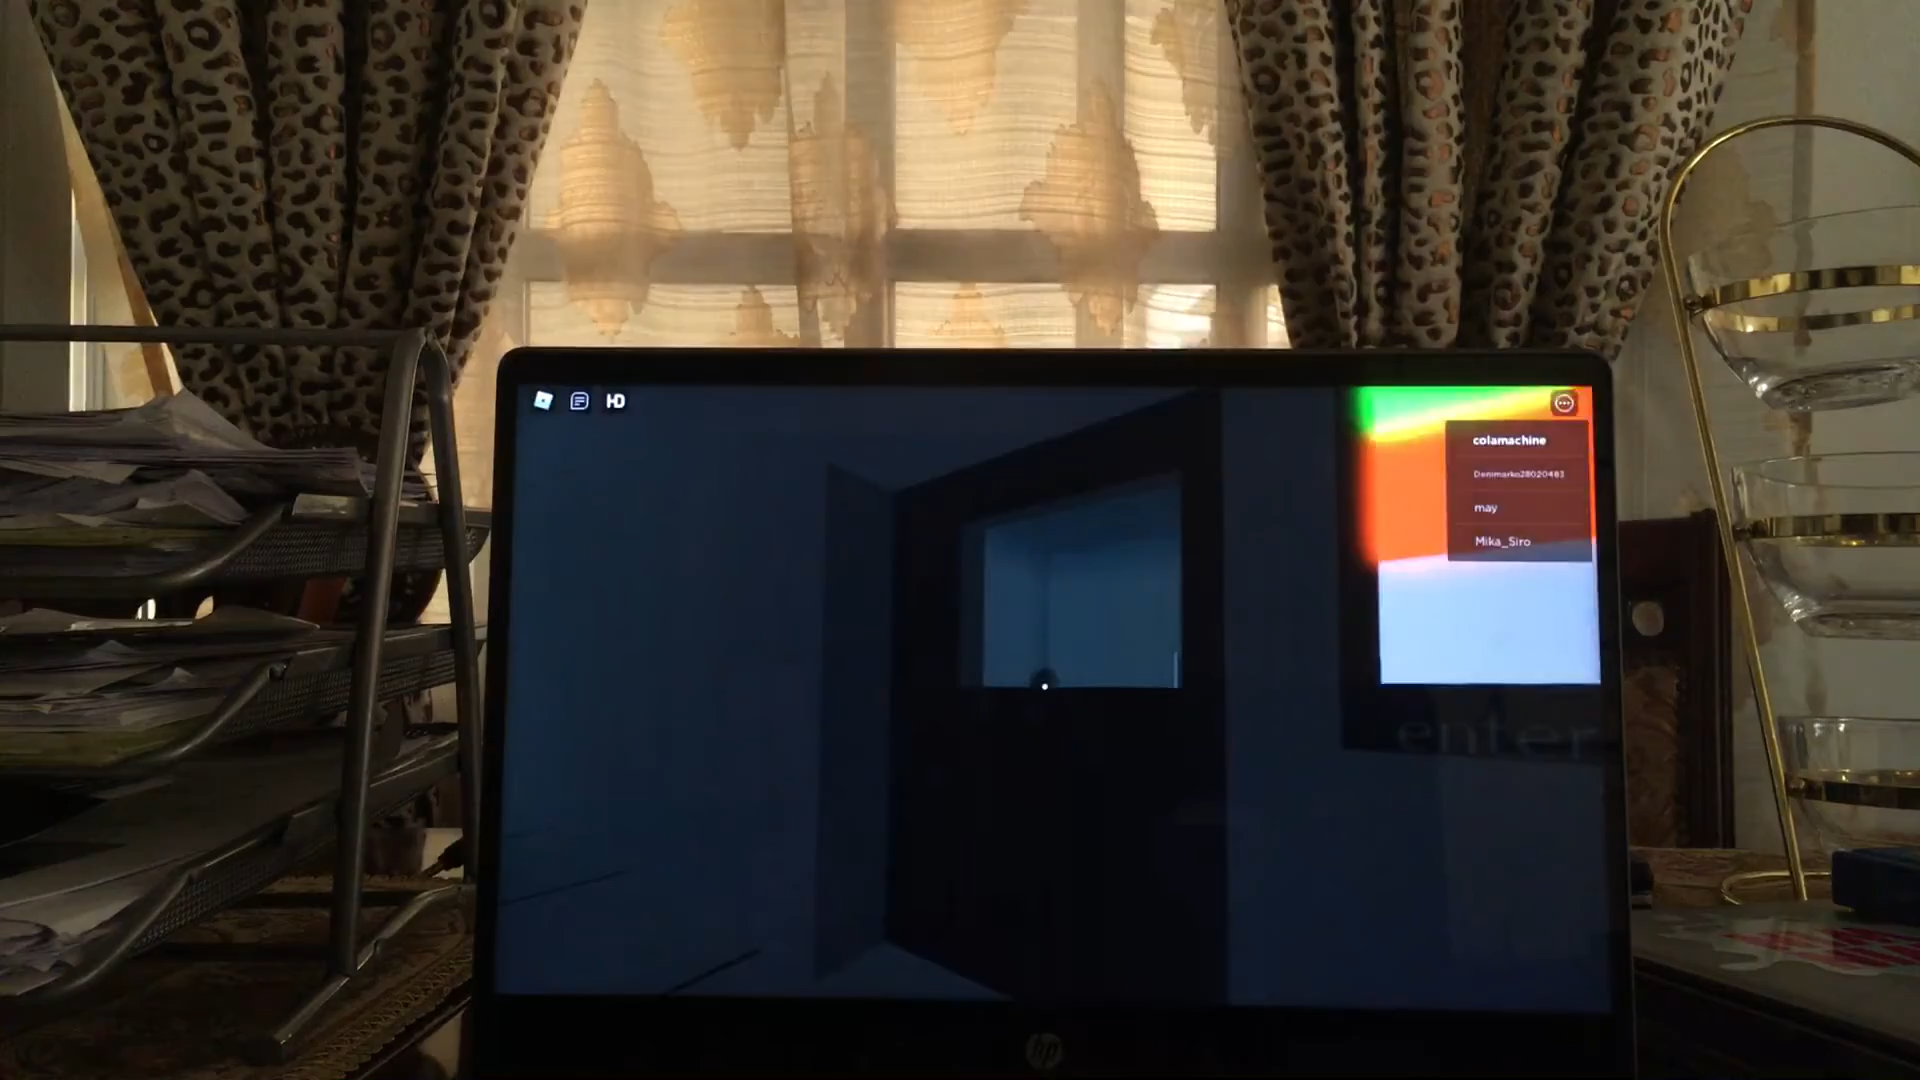 HD
colamachine
Denmarko28020483
may
Mika_Siro
enter
hp